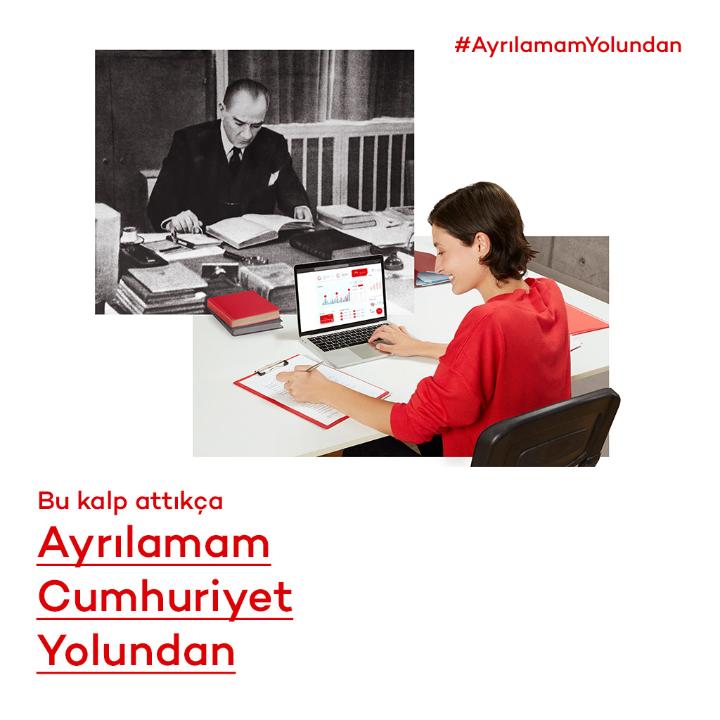 #AyrılamamYolundan
Bu kalp attıkça
Ayrılamam
Cumhuriyet
Yolundan